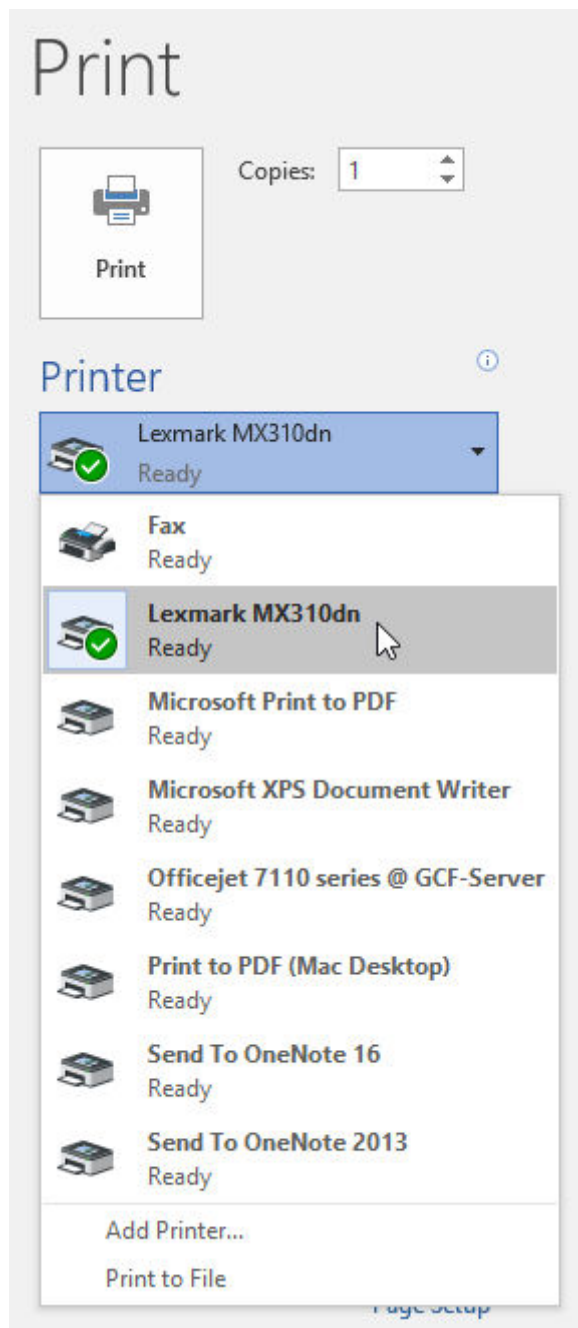 Print
Copies: 1
Print
Printer
Lexmark MX310dn
Ready
Fax
Ready
Lexmark MX310dn
Ready
Microsoft Print to PDF
Ready
Microsoft XPS Document Writer
Ready
Officejet 7110 series @ GCF-Server
Ready
Print to PDF (Mac Desktop)
Ready
Send To OneNote 16
Ready
Send To OneNote 2013
Ready
Add Printer...
Print to File
Page Setup